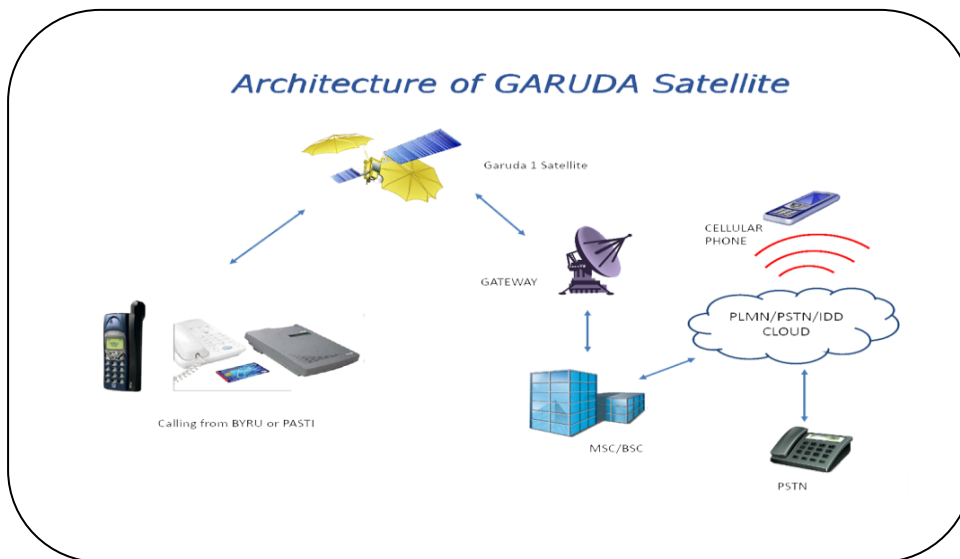 Architecture of GARUDA Satellite
Garuda 1 Satellite
CELLULAR
PHONE
GATEWAY
PLMN/PSTN/IDD
CLOUD
Calling from BYRU or PASTI
MSC/BSC
PSTN